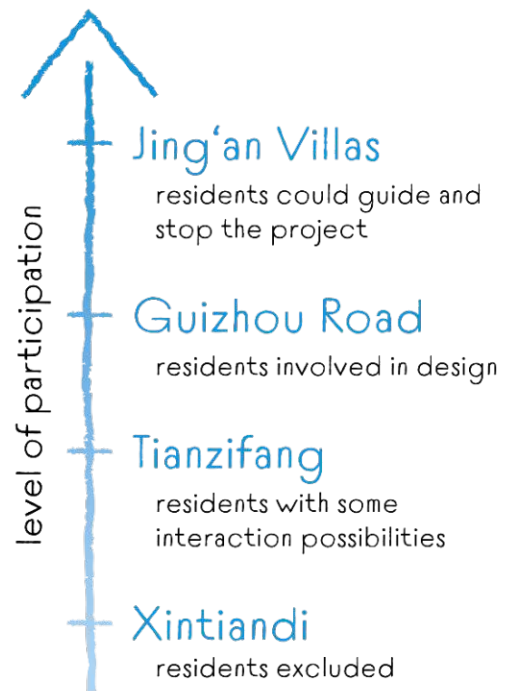 Jing'an Villas
residents could guide and
stop the project
Guizhou Road
residents involved in design
Tianzifang
residents with some
interaction possibilities
Xintiandi
residents excluded
level of participation